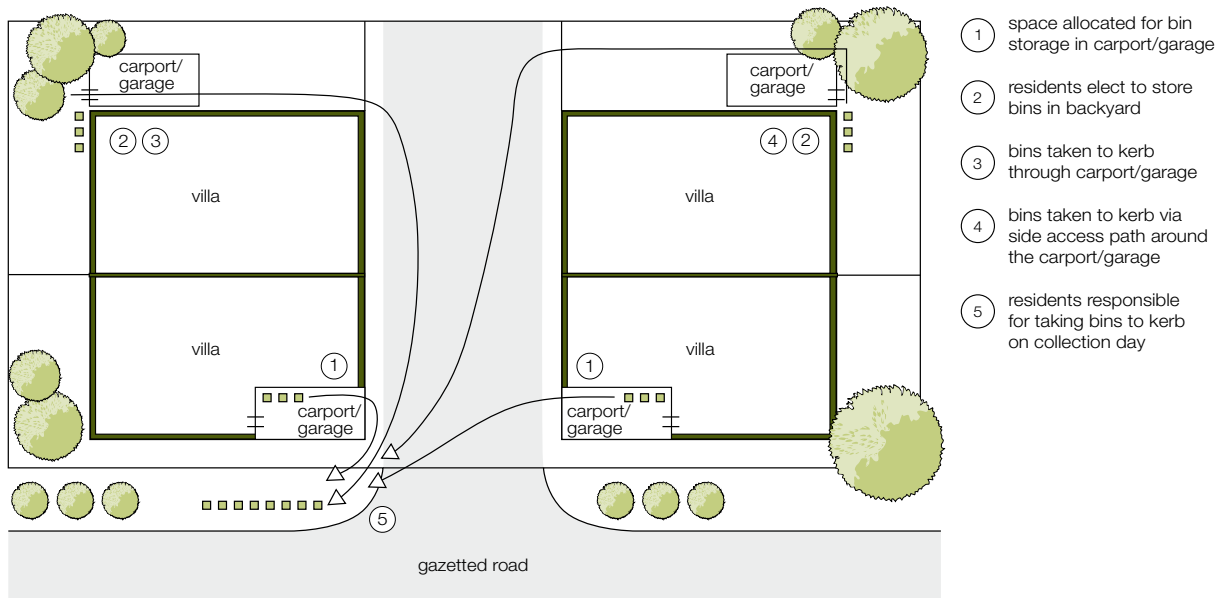 carport/
garage
2 3
villa
villa
1
carport/
garage
carport/
garage
4 2
villa
villa
1
carport/
garage
5
gazetted road
1 space allocated for bin
storage in carport/garage
2 residents elect to store
bins in backyard
3 bins taken to kerb
through carport/garage
4 bins taken to kerb via
side access path around
the carport/garage
5 residents responsible
for taking bins to kerb
on collection day